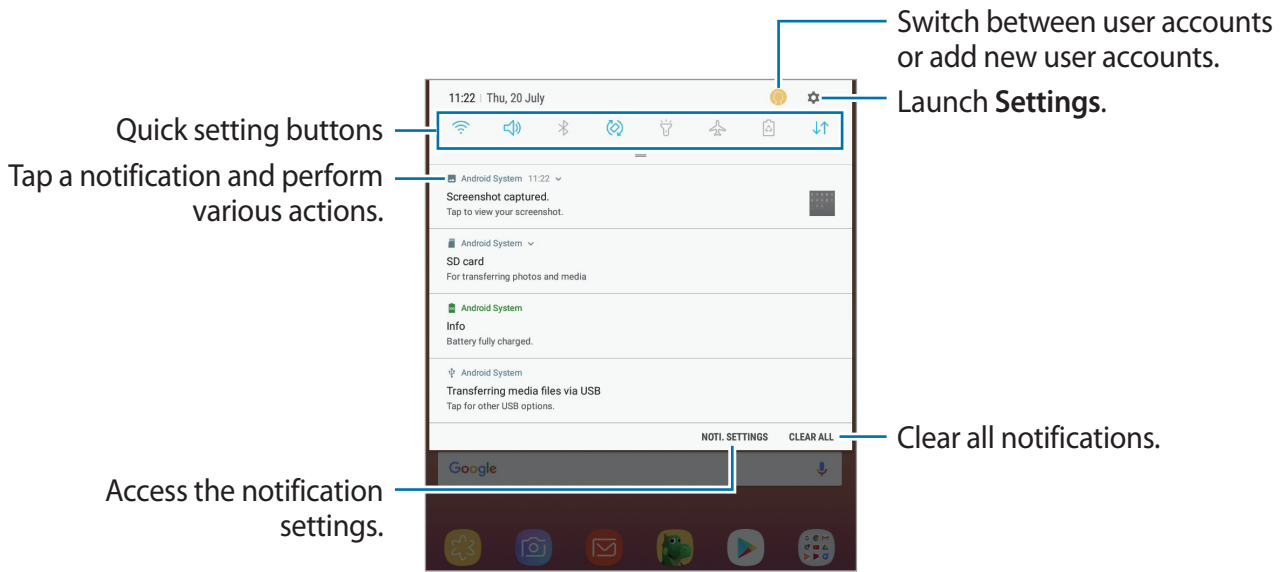 Switch between user accounts
or add new user accounts.
11:22 | Thu, 20 July
Launch Settings.
Quick setting buttons
Tap a notification and perform
various actions.
Android System 11:22
Screenshot captured.
Tap to view your screenshot.
Android System
SD card
For transferring photos and media
Android System
Info
Battery fully charged.
Android System
Transferring media files via USB
Tap for other USB options.
NOTI. SETTINGS CLEAR ALL
Clear all notifications.
Google
Access the notification
settings.